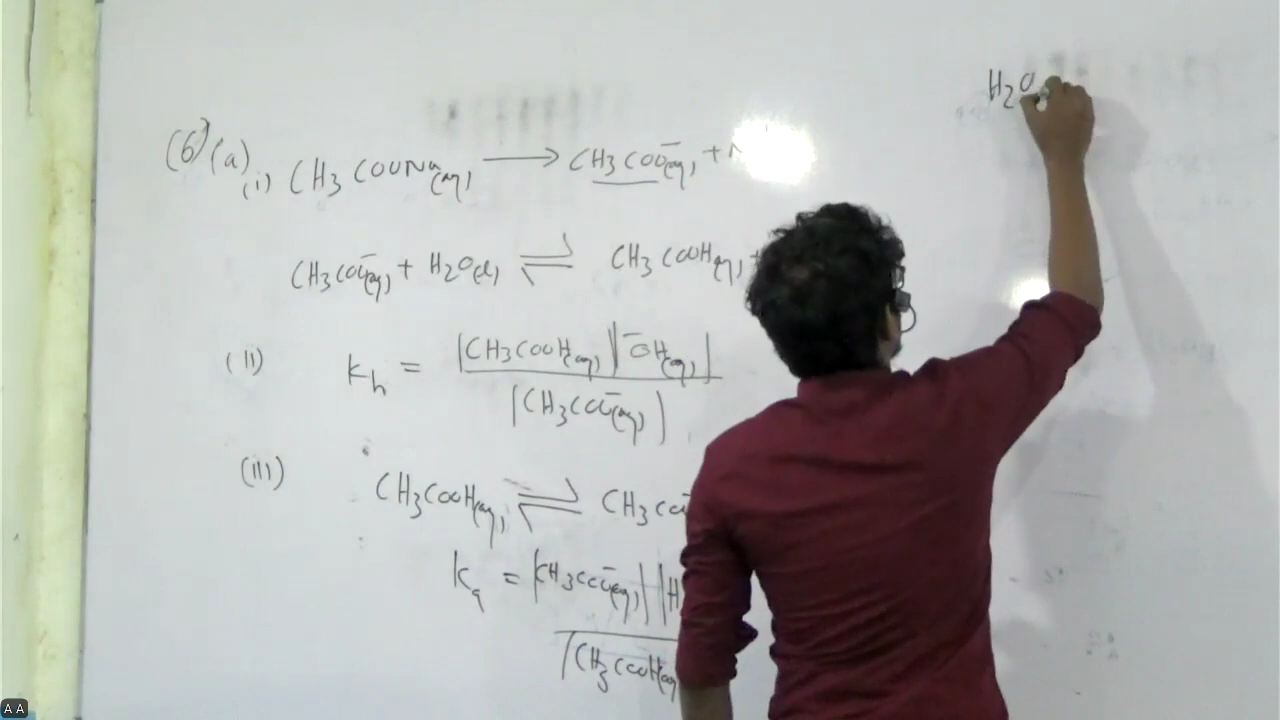 H2O
(6) (a)
(i) CH3COONa(aq) ⟶ CH3COO⁻(aq) +
CH3COO⁻(aq) + H2O(l) ⇌ CH3COOH(aq) +
(ii) Kh = [CH3COOH(aq)][⁻OH(aq)]
[CH3COO⁻(aq)]
(iii) CH3COOH(aq) ⇌ CH3COO⁻
Ka = [CH3COO⁻(aq)][H
[CH3COOH(aq)
A A